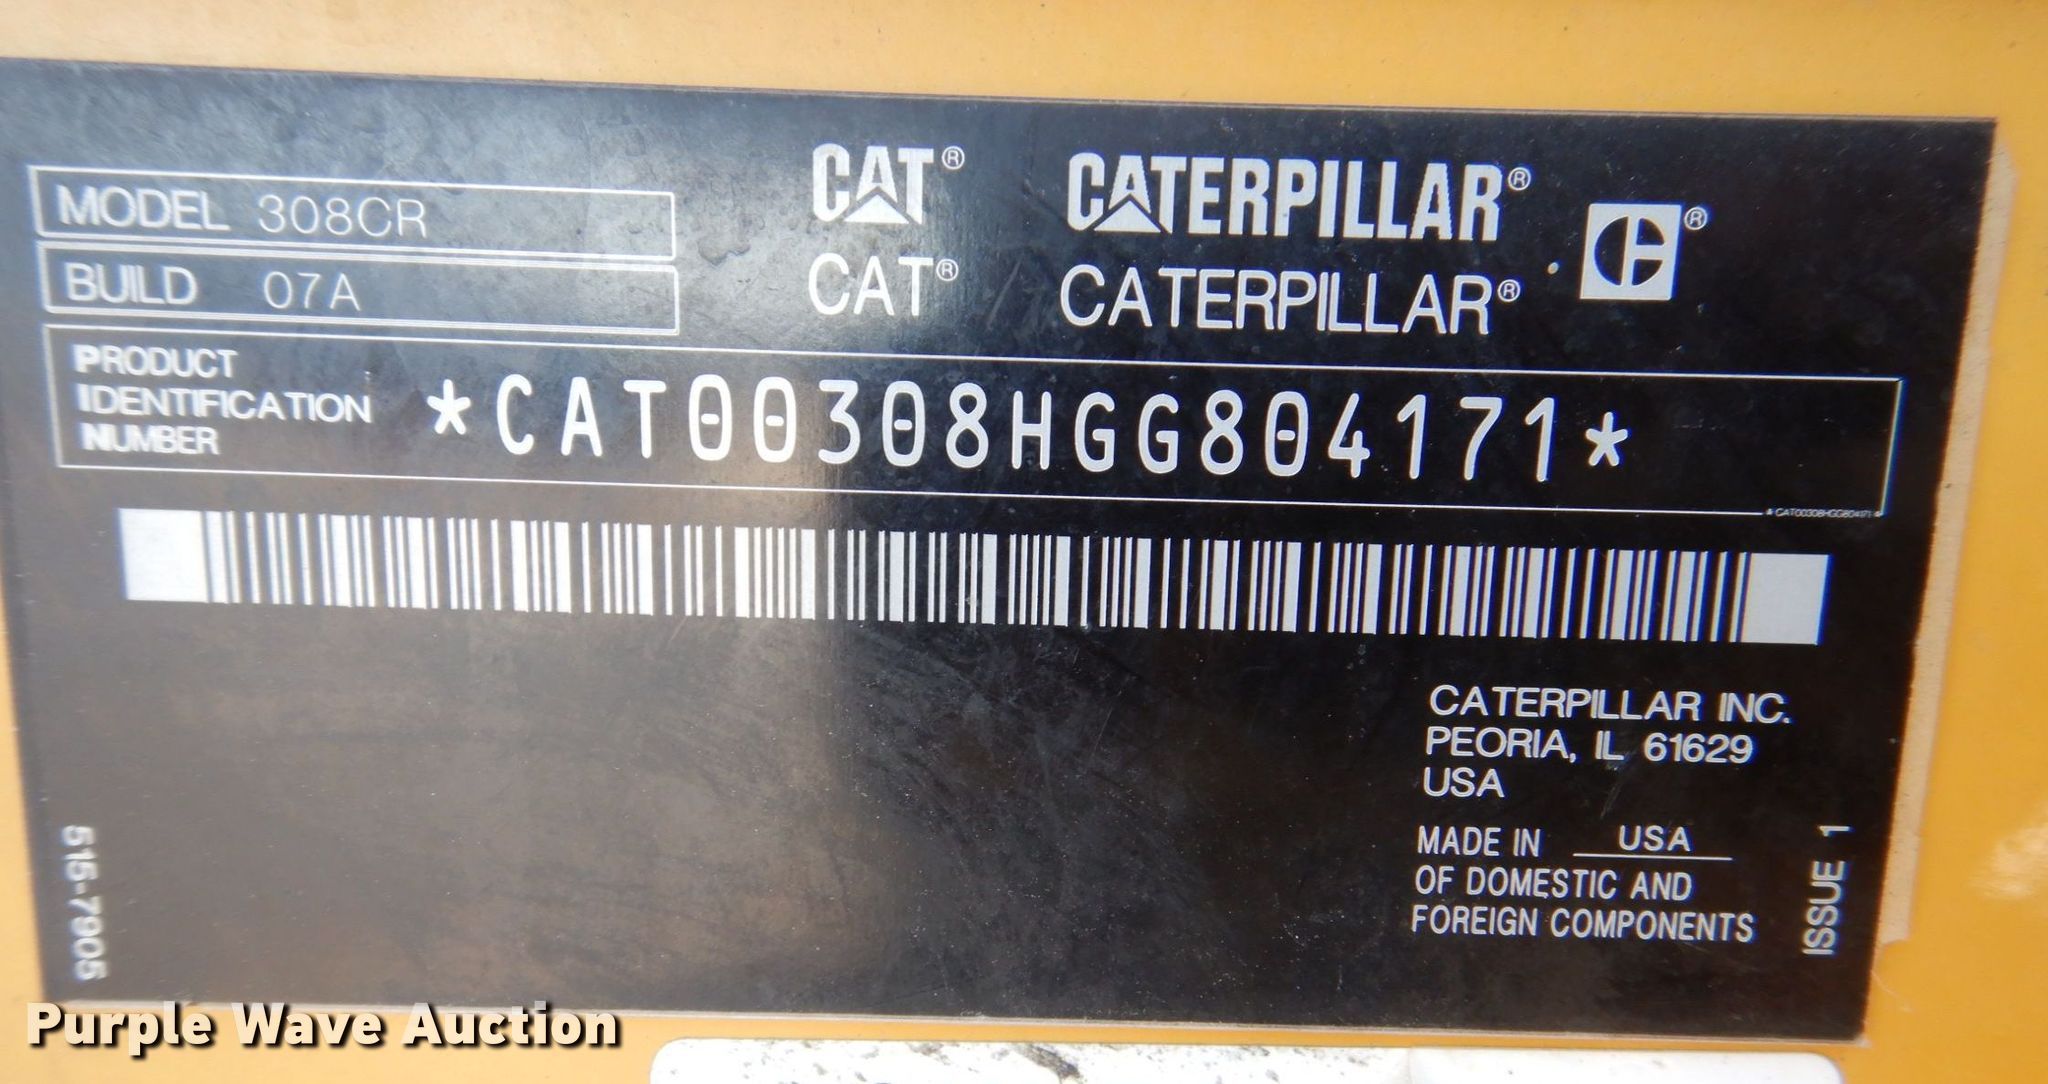 MODEL 308CR
BUILD 07A
CAT® CATERPILLAR® ®
CAT® CATERPILLAR®
PRODUCT
IDENTIFICATION
NUMBER
*CAT00308HGG804171*
*CAT00308HGG804171*
CATERPILLAR INC.
PEORIA, IL 61629
USA
MADE IN USA
OF DOMESTIC AND
FOREIGN COMPONENTS
ISSUE 1
515-7905
Purple Wave Auction